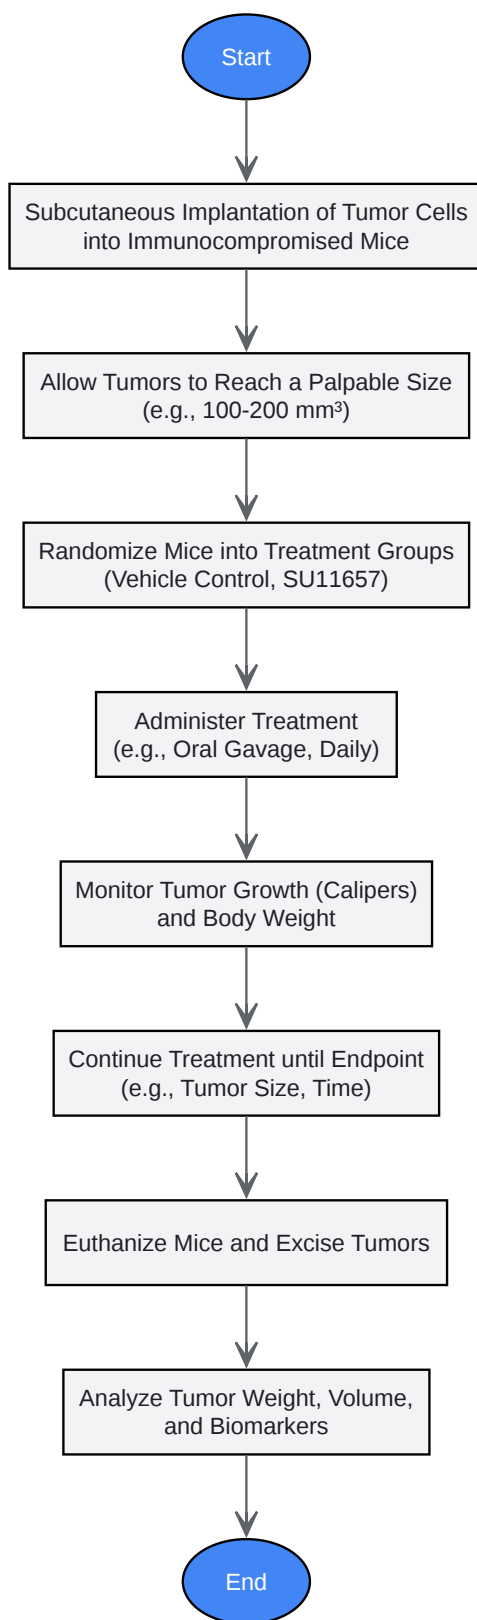 Start
Subcutaneous Implantation of Tumor Cells
into Immunocompromised Mice
Allow Tumors to Reach a Palpable Size
(e.g., 100-200 mm³)
Randomize Mice into Treatment Groups
(Vehicle Control, SU11657)
Administer Treatment
(e.g., Oral Gavage, Daily)
Monitor Tumor Growth (Calipers)
and Body Weight
Continue Treatment until Endpoint
(e.g., Tumor Size, Time)
Euthanize Mice and Excise Tumors
Analyze Tumor Weight, Volume,
and Biomarkers
End